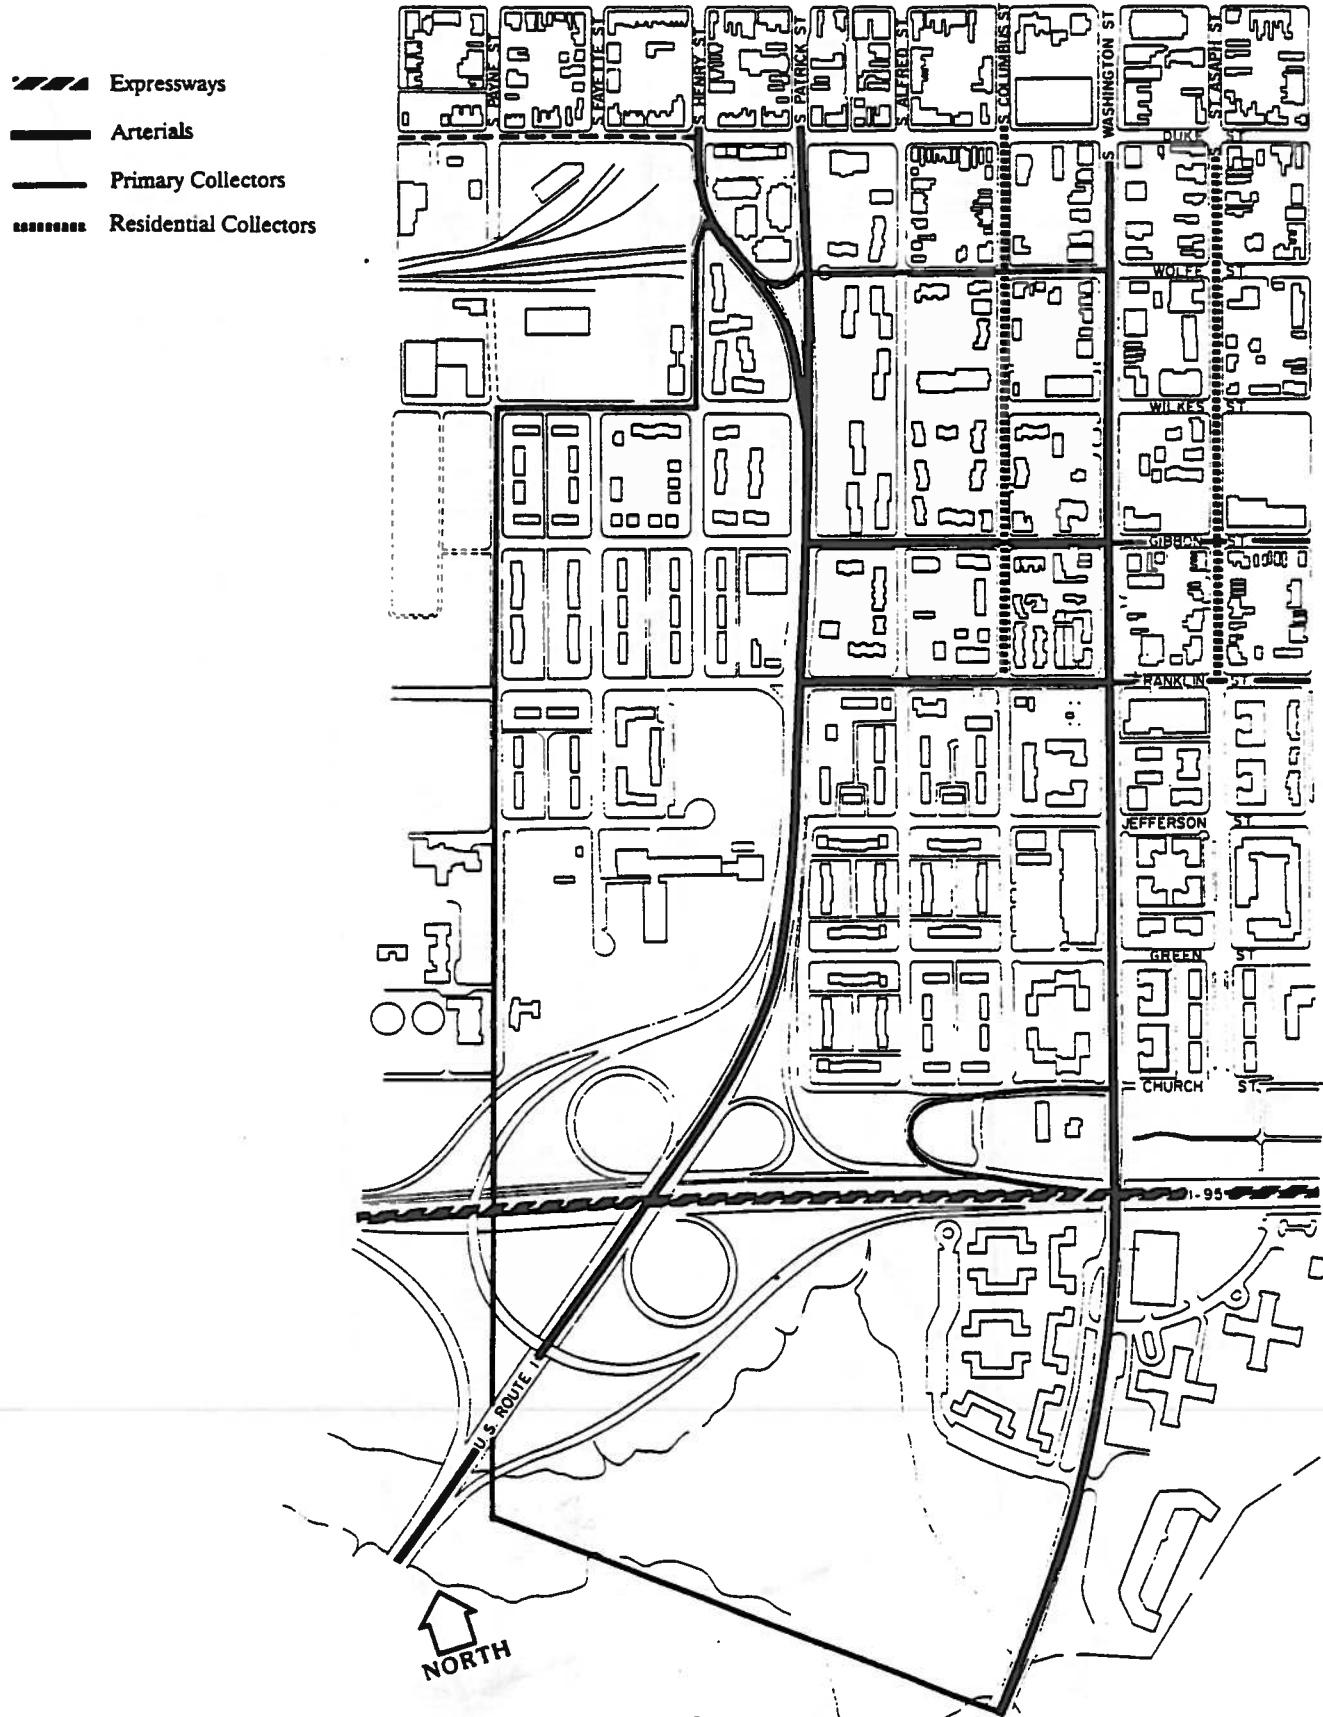 Expressways
Arterials
Primary Collectors
Residential Collectors
S PAYNE ST
S FAYETTE ST
S HENRY ST
S PATRICK ST
S ALFRED ST
S COLUMBUS ST
S WASHINGTON ST
S ST. ASAPH ST
DUKE ST
WOLFE ST
WILKES ST.
GIBBON ST
RANKLIN ST
JEFFERSON ST
GREEN ST
CHURCH ST.
I-95
U.S. ROUTE 1
NORTH